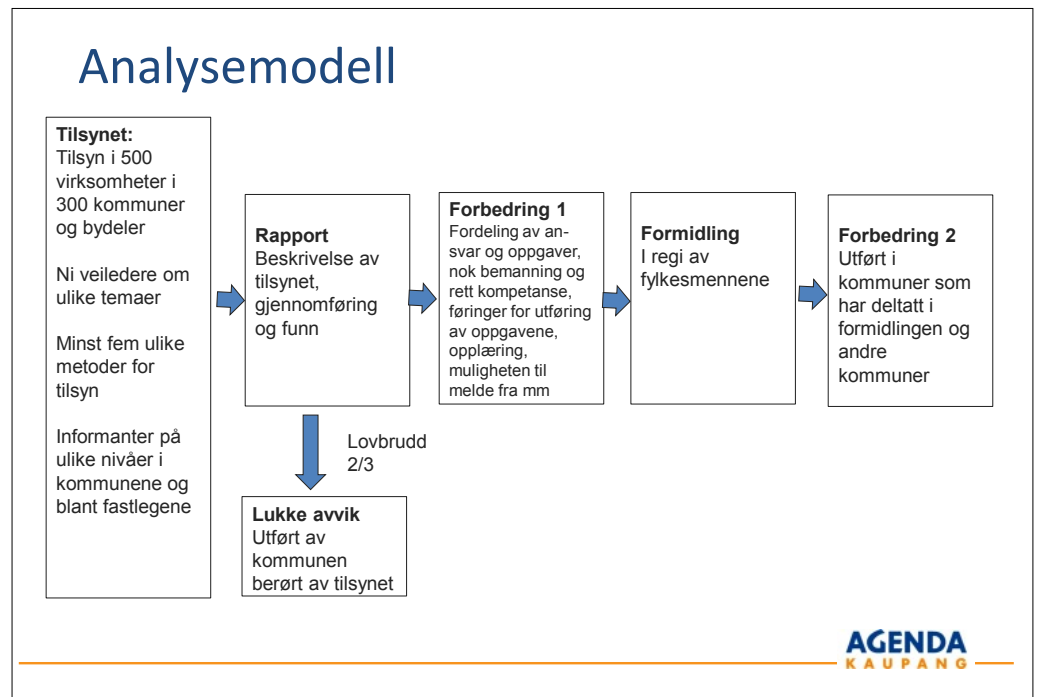 Analysemodell
Tilsynet:
Tilsyn i 500
virksomheter i
300 kommuner
og bydeler
Ni veiledere om
ulike temaer
Minst fem ulike
metoder for
tilsyn
Informanter på
ulike nivåer i
kommunene og
blant fastlegene
Rapport
Beskrivelse av
tilsynet,
gjennomføring
og funn
Lovbrudd
2/3
Lukke avvik
Utført av
kommunen
berørt av tilsynet
Forbedring 1
Fordeling av an-
svar og oppgaver,
nok bemanning og
rett kompetanse,
føringer for utføring
av oppgavene,
opplæring,
muligheten til
melde fra mm
Formidling
I regi av
fylkesmennene
Forbedring 2
Utført i
kommuner som
har deltatt i
formidlingen og
andre
kommuner
AGENDA
KAUPANG